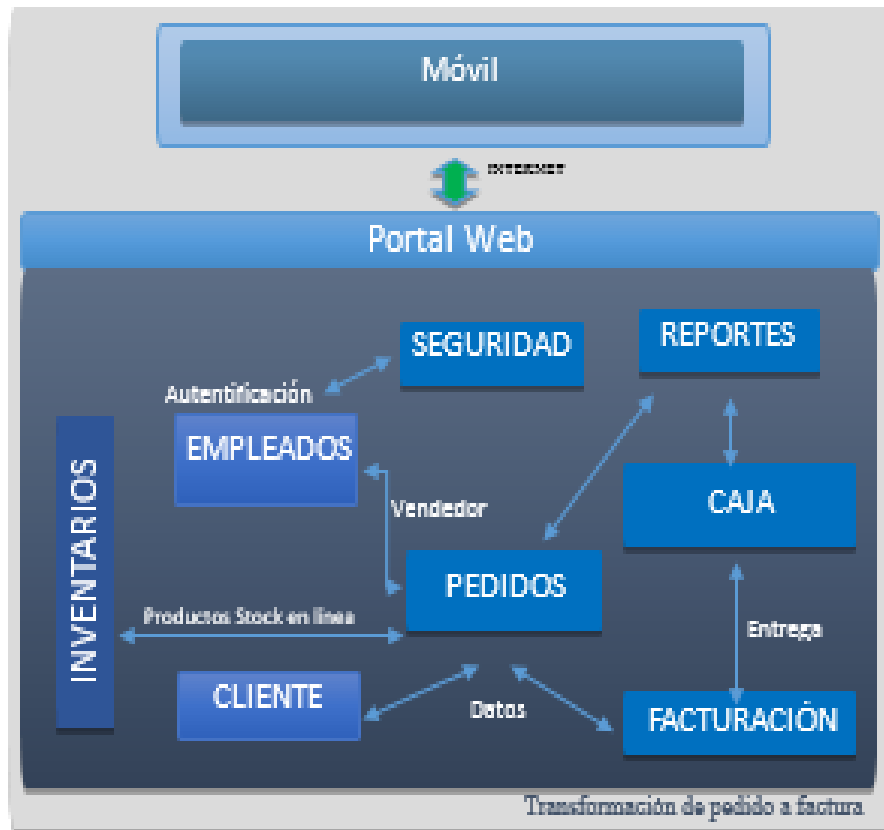 Móvil
INTERNET
Portal Web
SEGURIDAD
REPORTES
Autentificación
EMPLEADOS
INVENTARIOS
CAJA
Vendedor
PEDIDOS
Productos Stock en línea
Entrega
CLIENTE
Datos
FACTURACIÓN
Transformación de pedido a factura